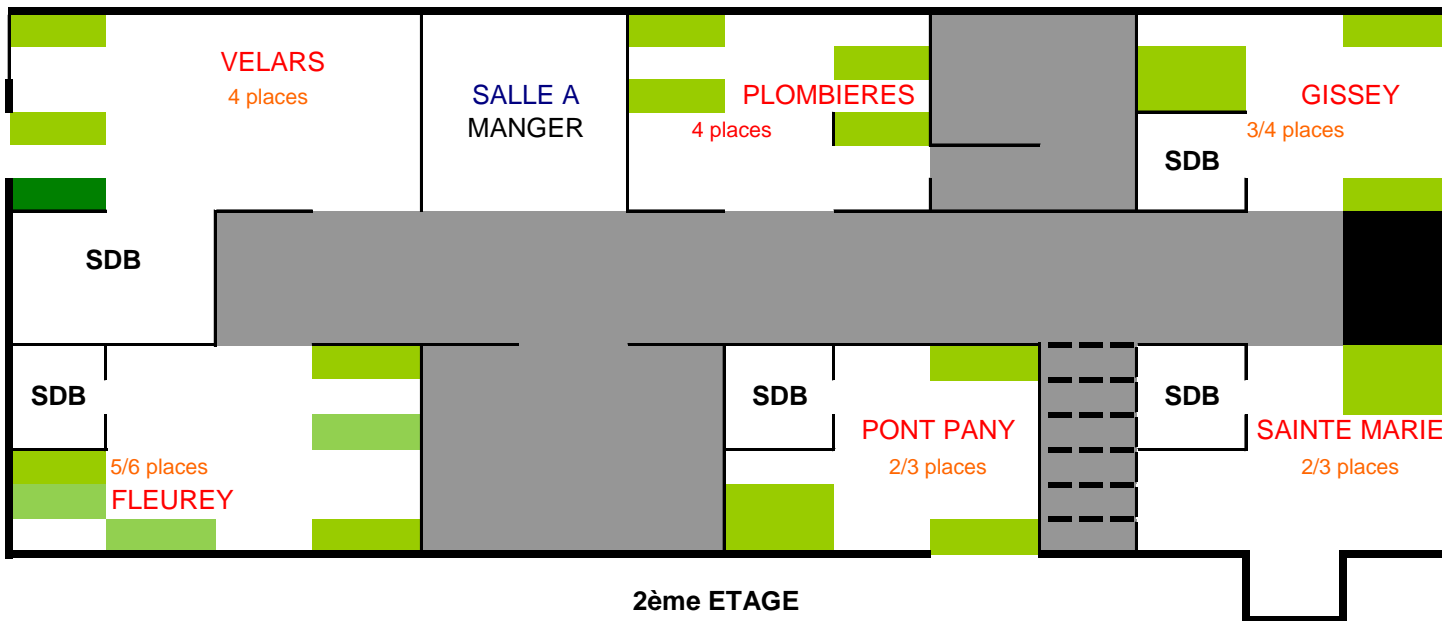 VELARS
4 places
SALLE A
MANGER
PLOMBIERES
4 places
GISSEY
3/4 places
SDB
SDB
SDB
5/6 places
FLEUREY
SDB
PONT PANY
2/3 places
SDB
SAINTE MARIE
2/3 places
2ème ETAGE